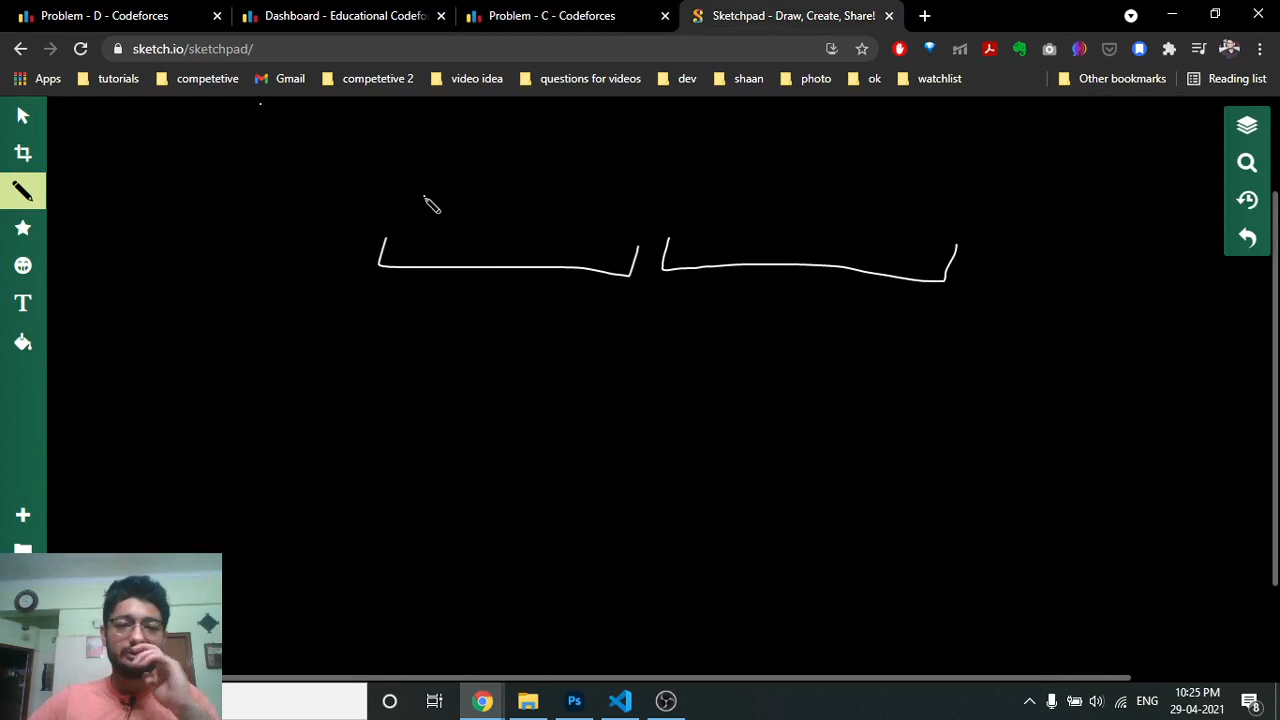 Problem - D - Codeforces
Dashboard - Educational Codefor
Problem - C - Codeforces
Sketchpad - Draw, Create, Share!
sketch.io/sketchpad/
Apps
tutorials
competetive
Gmail
competetive 2
video idea
questions for videos
dev
shaan
photo
ok
watchlist
Other bookmarks
Reading list
T
ENG
10:25 PM
29-04-2021
8